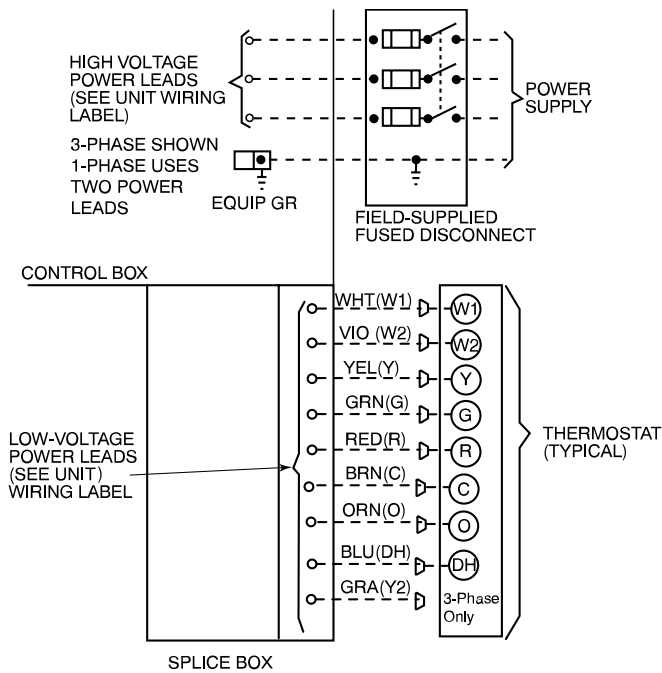 HIGH VOLTAGE
POWER LEADS
(SEE UNIT WIRING
LABEL)
POWER
SUPPLY
3-PHASE SHOWN
1-PHASE USES
TWO POWER
LEADS
EQUIP GR
FIELD-SUPPLIED
FUSED DISCONNECT
CONTROL BOX
WHT(W1)
W1
VIO (W2)
W2
YEL(Y)
Y
GRN(G)
G
RED(R)
R
BRN(C)
C
ORN(O)
O
BLU(DH)
DH
GRA(Y2)
3-Phase
Only
LOW-VOLTAGE
POWER LEADS
(SEE UNIT)
WIRING LABEL
THERMOSTAT
(TYPICAL)
SPLICE BOX